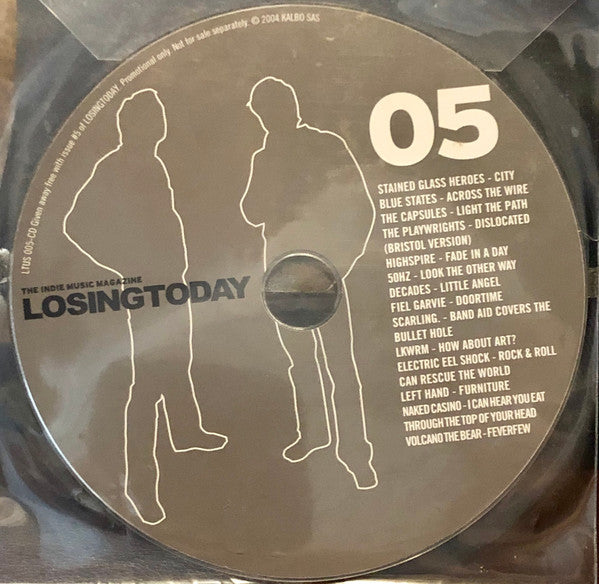 LTUS 005-CD Given away free with issue #5 of LOSINGTODAY. Promotional only. Not for sale separately. © 2004 KALBO SAS
05
STAINED GLASS HEROES - CITY
BLUE STATES - ACROSS THE WIRE
THE CAPSULES - LIGHT THE PATH
THE PLAYWRIGHTS - DISLOCATED
(BRISTOL VERSION)
HIGHSPIRE - FADE IN A DAY
50HZ - LOOK THE OTHER WAY
DECADES - LITTLE ANGEL
FIEL GARVIE - DOORTIME
SCARLING. - BAND AID COVERS THE
BULLET HOLE
LKWRM - HOW ABOUT ART?
ELECTRIC EEL SHOCK - ROCK & ROLL
CAN RESCUE THE WORLD
LEFT HAND - FURNITURE
NAKED CASINO - I CAN HEAR YOU EAT
THROUGH THE TOP OF YOUR HEAD
VOLCANO THE BEAR - FEVERFEW
THE INDIE MUSIC MAGAZINE
LOSINGTODAY